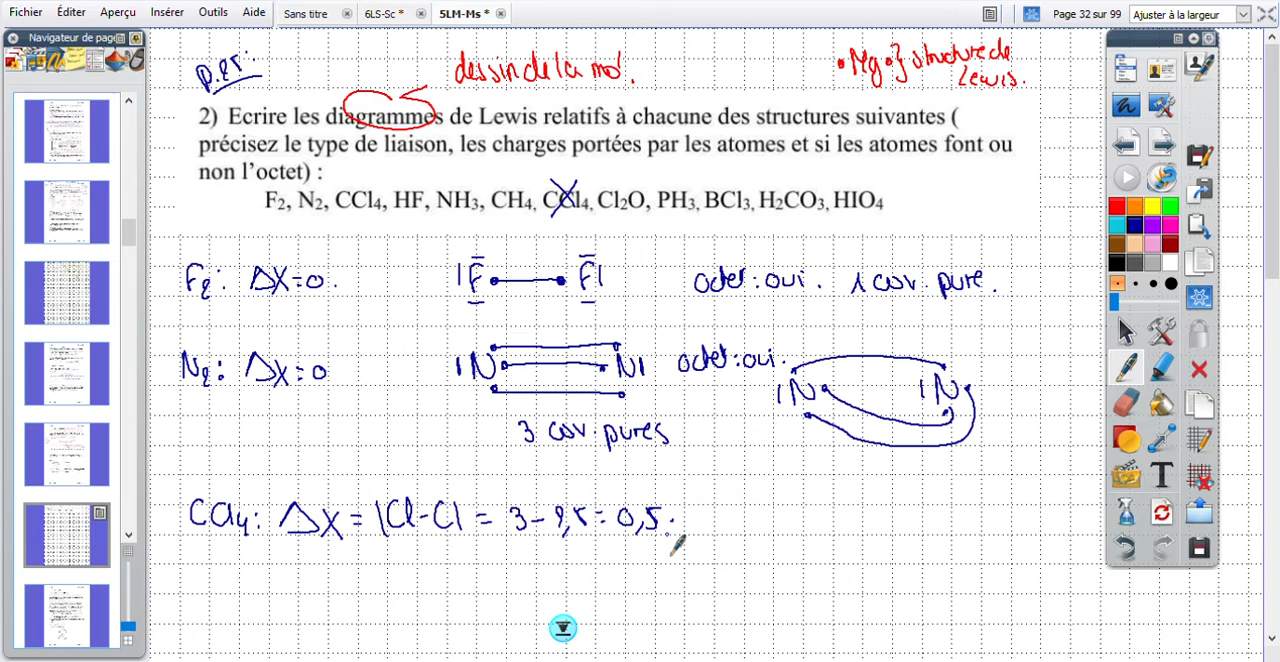 Fichier Éditer Aperçu Insérer Outils Aide
Sans titre 6LS-Sc * 5LM-Ms *
Page 32 sur 99 Ajuster à la largeur
Navigateur de page
p.25.
dessin de la mol.
•Mg•} structure de
Lewis.
2) Ecrire les diagrammes de Lewis relatifs à chacune des structures suivantes (
précisez le type de liaison, les charges portées par les atomes et si les atomes font ou
non l'octet) :
F2, N2, CCl4, HF, NH3, CH4, CCl4, Cl2O, PH3, BCl3, H2CO3, HIO4
F2 : ΔX=0. |F F| octet : oui. 1 cov. pure.
N2 : ΔX=0 |N N| octet : oui. |N |N
3 cov. pures
CCl4 : ΔX = |Cl-C| = 3 - 2,5 = 0,5 :